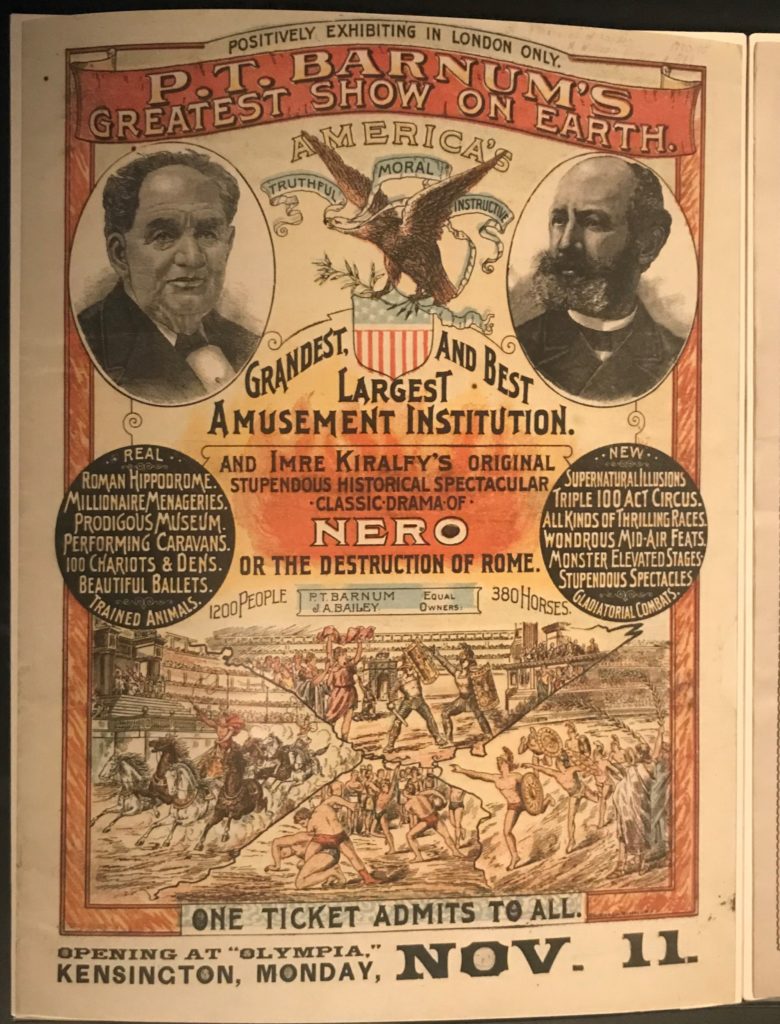 POSITIVELY EXHIBITING IN LONDON ONLY.
P.T. BARNUM'S
GREATEST SHOW ON EARTH.
AMERICA'S
TRUTHFUL
MORAL
INSTRUCTIVE
GRANDEST,
LARGEST
AND BEST
AMUSEMENT INSTITUTION.
AND IMRE KIRALFY'S ORIGINAL
STUPENDOUS HISTORICAL SPECTACULAR
·CLASSIC·DRAMA·OF·
NERO
OR THE DESTRUCTION OF ROME.
REAL
ROMAN HIPPODROME.
MILLIONAIRE MENAGERIES.
PRODIGOUS MUSEUM.
PERFORMING CARAVANS.
100 CHARIOTS & DENS.
BEAUTIFUL BALLETS.
TRAINED ANIMALS.
NEW
SUPERNATURAL ILLUSIONS
TRIPLE 100 ACT CIRCUS.
ALL KINDS OF THRILLING RACES.
WONDROUS MID-AIR FEATS.
MONSTER ELEVATED STAGES
STUPENDOUS SPECTACLES
GLADIATORIAL COMBATS.
1200 PEOPLE
P.T. BARNUM
J.A. BAILEY
EQUAL
OWNERS.
380 HORSES.
ONE TICKET ADMITS TO ALL.
OPENING AT "OLYMPIA,"
KENSINGTON, MONDAY,
NOV. 11.